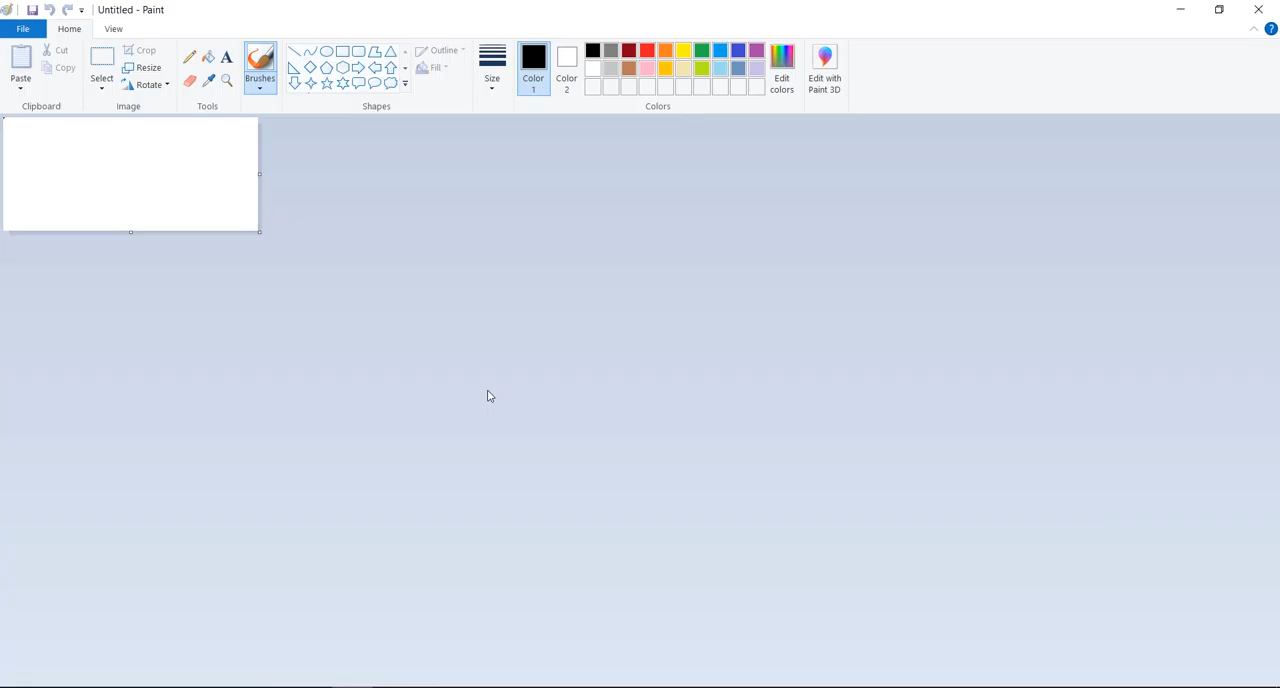 Untitled - Paint
File Home View
Paste Cut Copy
Select Crop Resize Rotate
A
Brushes
Outline Fill
Size
Color 1
Color 2
Edit colors
Edit with Paint 3D
?
Clipboard Image Tools Shapes Colors